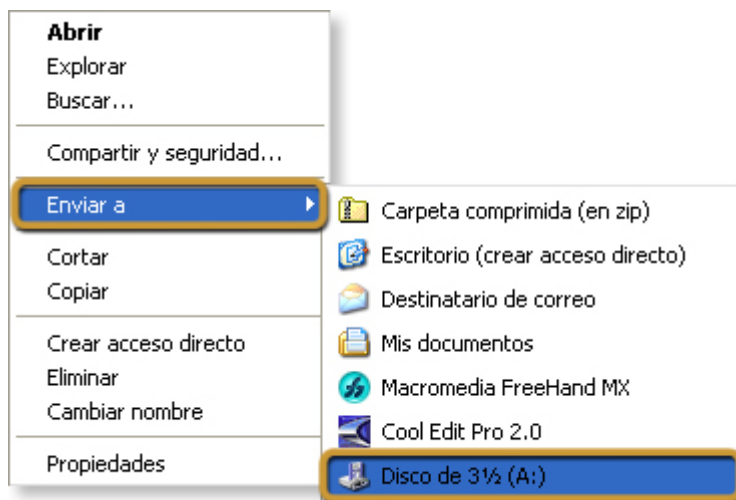 Abrir
Explorar
Buscar...
Compartir y seguridad...
Enviar a
Cortar
Copiar
Crear acceso directo
Eliminar
Cambiar nombre
Propiedades
Carpeta comprimida (en zip)
Escritorio (crear acceso directo)
Destinatario de correo
Mis documentos
Macromedia FreeHand MX
Cool Edit Pro 2.0
Disco de 3½ (A:)